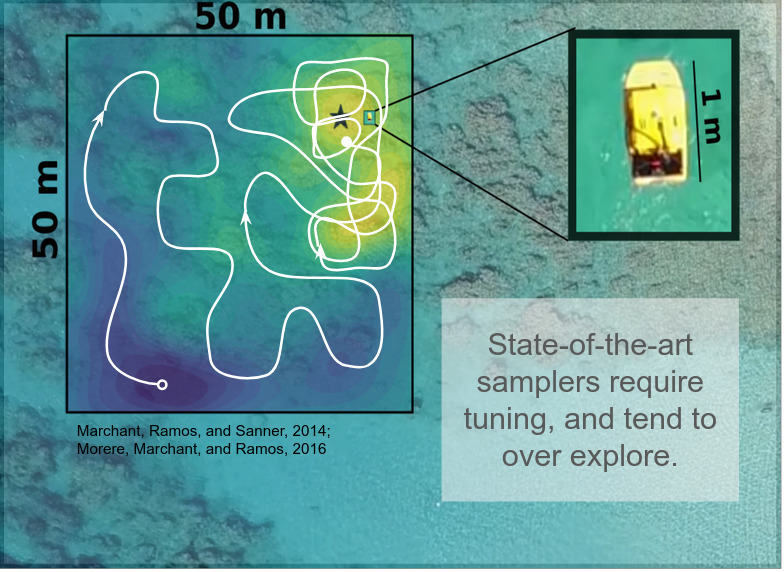 50 m
50 m
1 m
State-of-the-art
samplers require
tuning, and tend to
over explore.
Marchant, Ramos, and Sanner, 2014;
Morere, Marchant, and Ramos, 2016